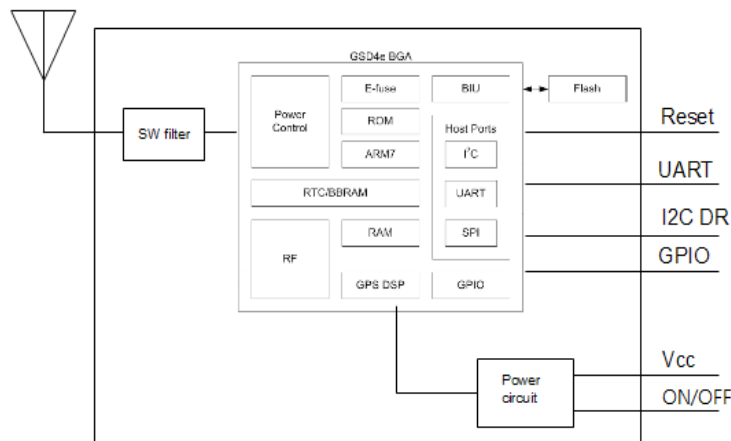 GSD4e BGA
E-fuse
BIU
Flash
Power
Control
ROM
Reset
Host Ports
SW filter
ARM7
I²C
UART
RTC/BBRAM
UART
I2C DR
RAM
SPI
GPIO
RF
GPS DSP
GPIO
Vcc
Power
circuit
ON/OFF